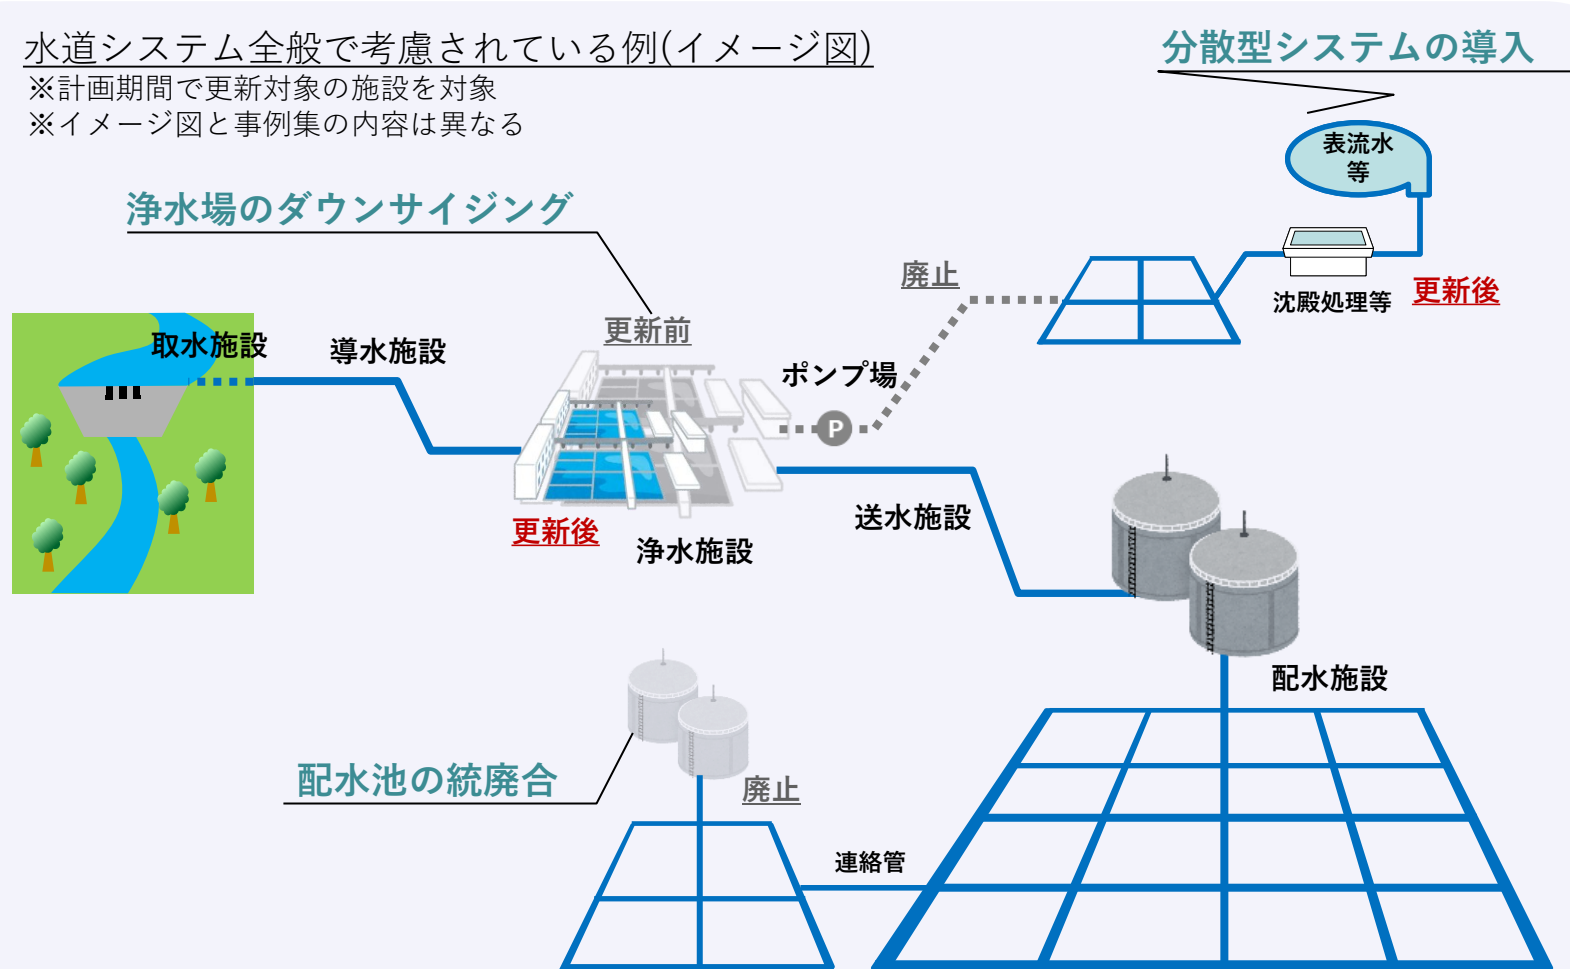 水道システム全般で考慮されている例(イメージ図)
※計画期間で更新対象の施設を対象
※イメージ図と事例集の内容は異なる
分散型システムの導入
表流水
等
浄水場のダウンサイジング
廃止
沈殿処理等
更新後
更新前
取水施設
導水施設
ポンプ場
P
送水施設
更新後
浄水施設
配水施設
配水池の統廃合
廃止
連絡管